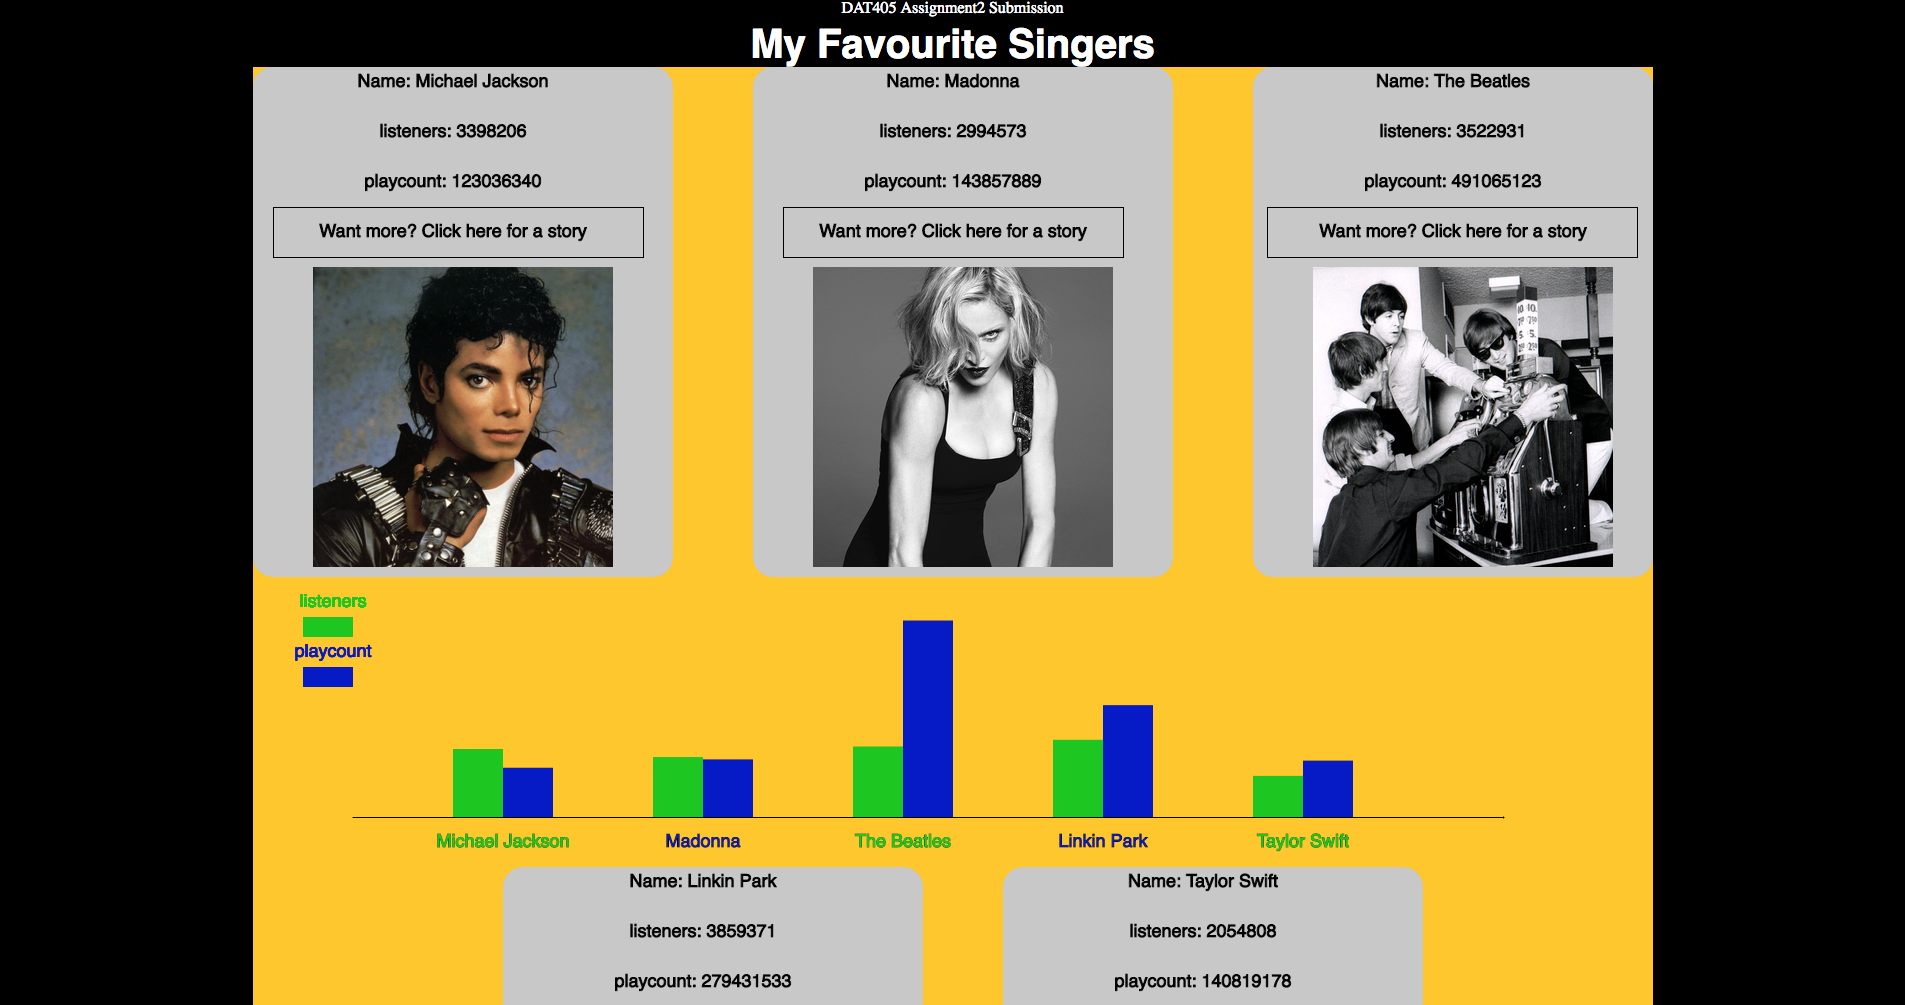 DAT405 Assignment2 Submission
My Favourite Singers
Name: Michael Jackson
listeners: 3398206
playcount: 123036340
Want more? Click here for a story
Name: Madonna
listeners: 2994573
playcount: 143857889
Want more? Click here for a story
Name: The Beatles
listeners: 3522931
playcount: 491065123
Want more? Click here for a story
listeners
playcount
Michael Jackson
Madonna
The Beatles
Linkin Park
Taylor Swift
Name: Linkin Park
listeners: 3859371
playcount: 279431533
Name: Taylor Swift
listeners: 2054808
playcount: 140819178